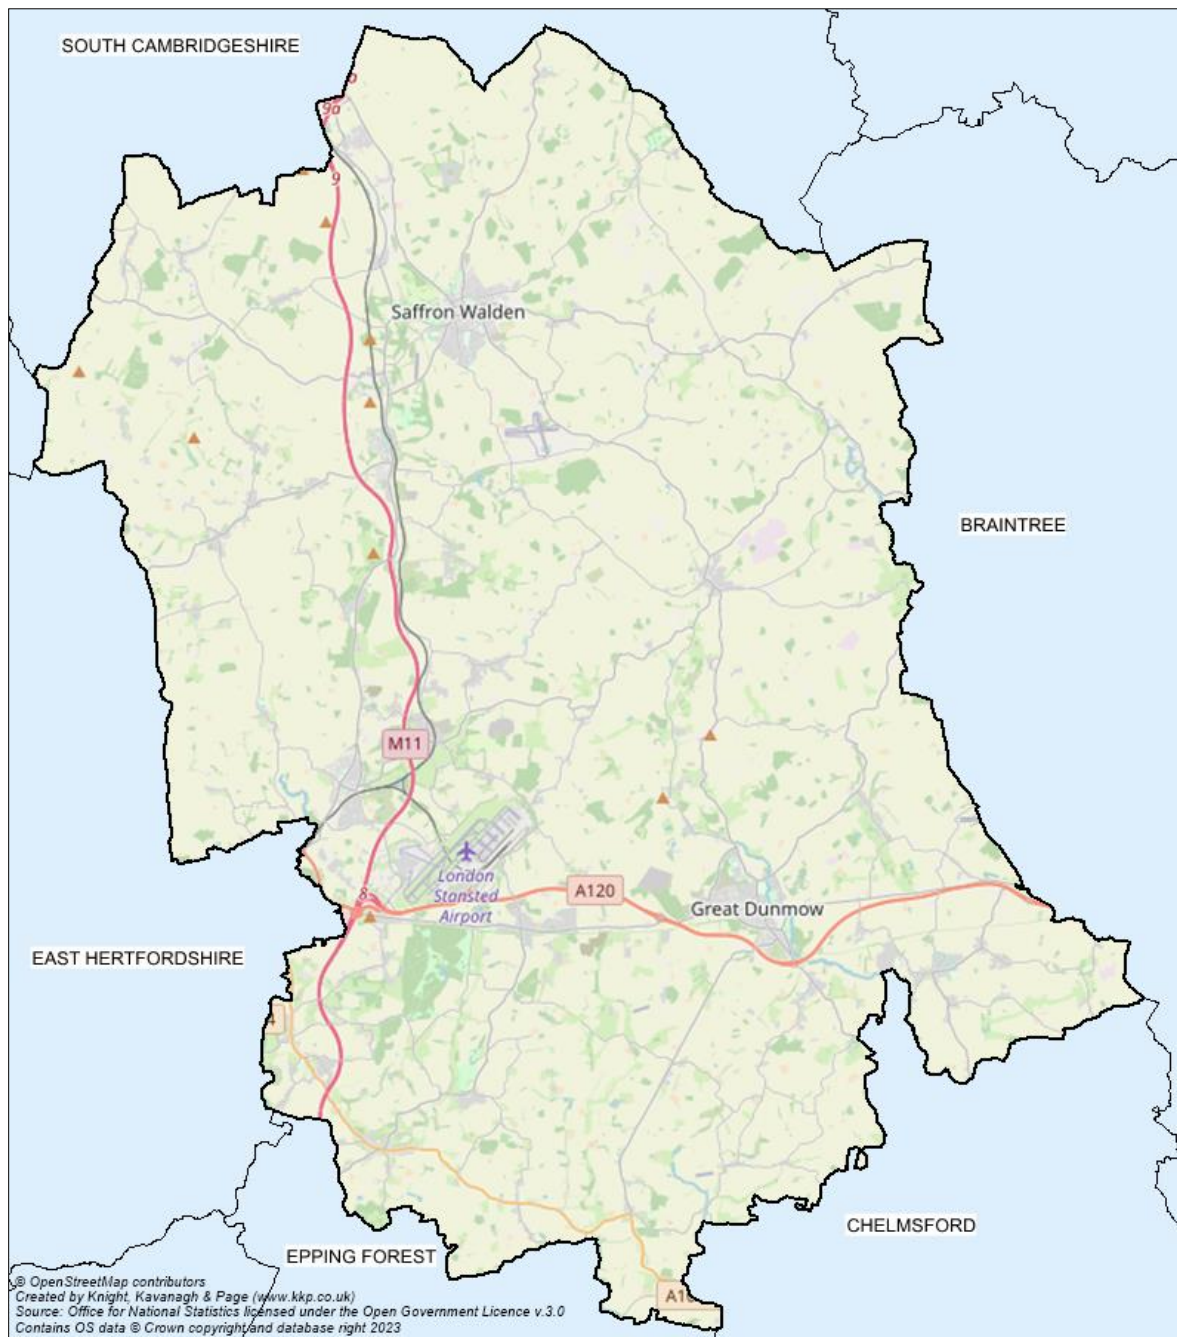 SOUTH CAMBRIDGESHIRE
9a
9
Saffron Walden
BRAINTREE
M11
London
Stansted
Airport
8
A120
Great Dunmow
EAST HERTFORDSHIRE
CHELMSFORD
EPPING FOREST
© OpenStreetMap contributors
Created by Knight, Kavanagh & Page (www.kkp.co.uk)
Source: Office for National Statistics licensed under the Open Government Licence v.3.0
Contains OS data © Crown copyright and database right 2023